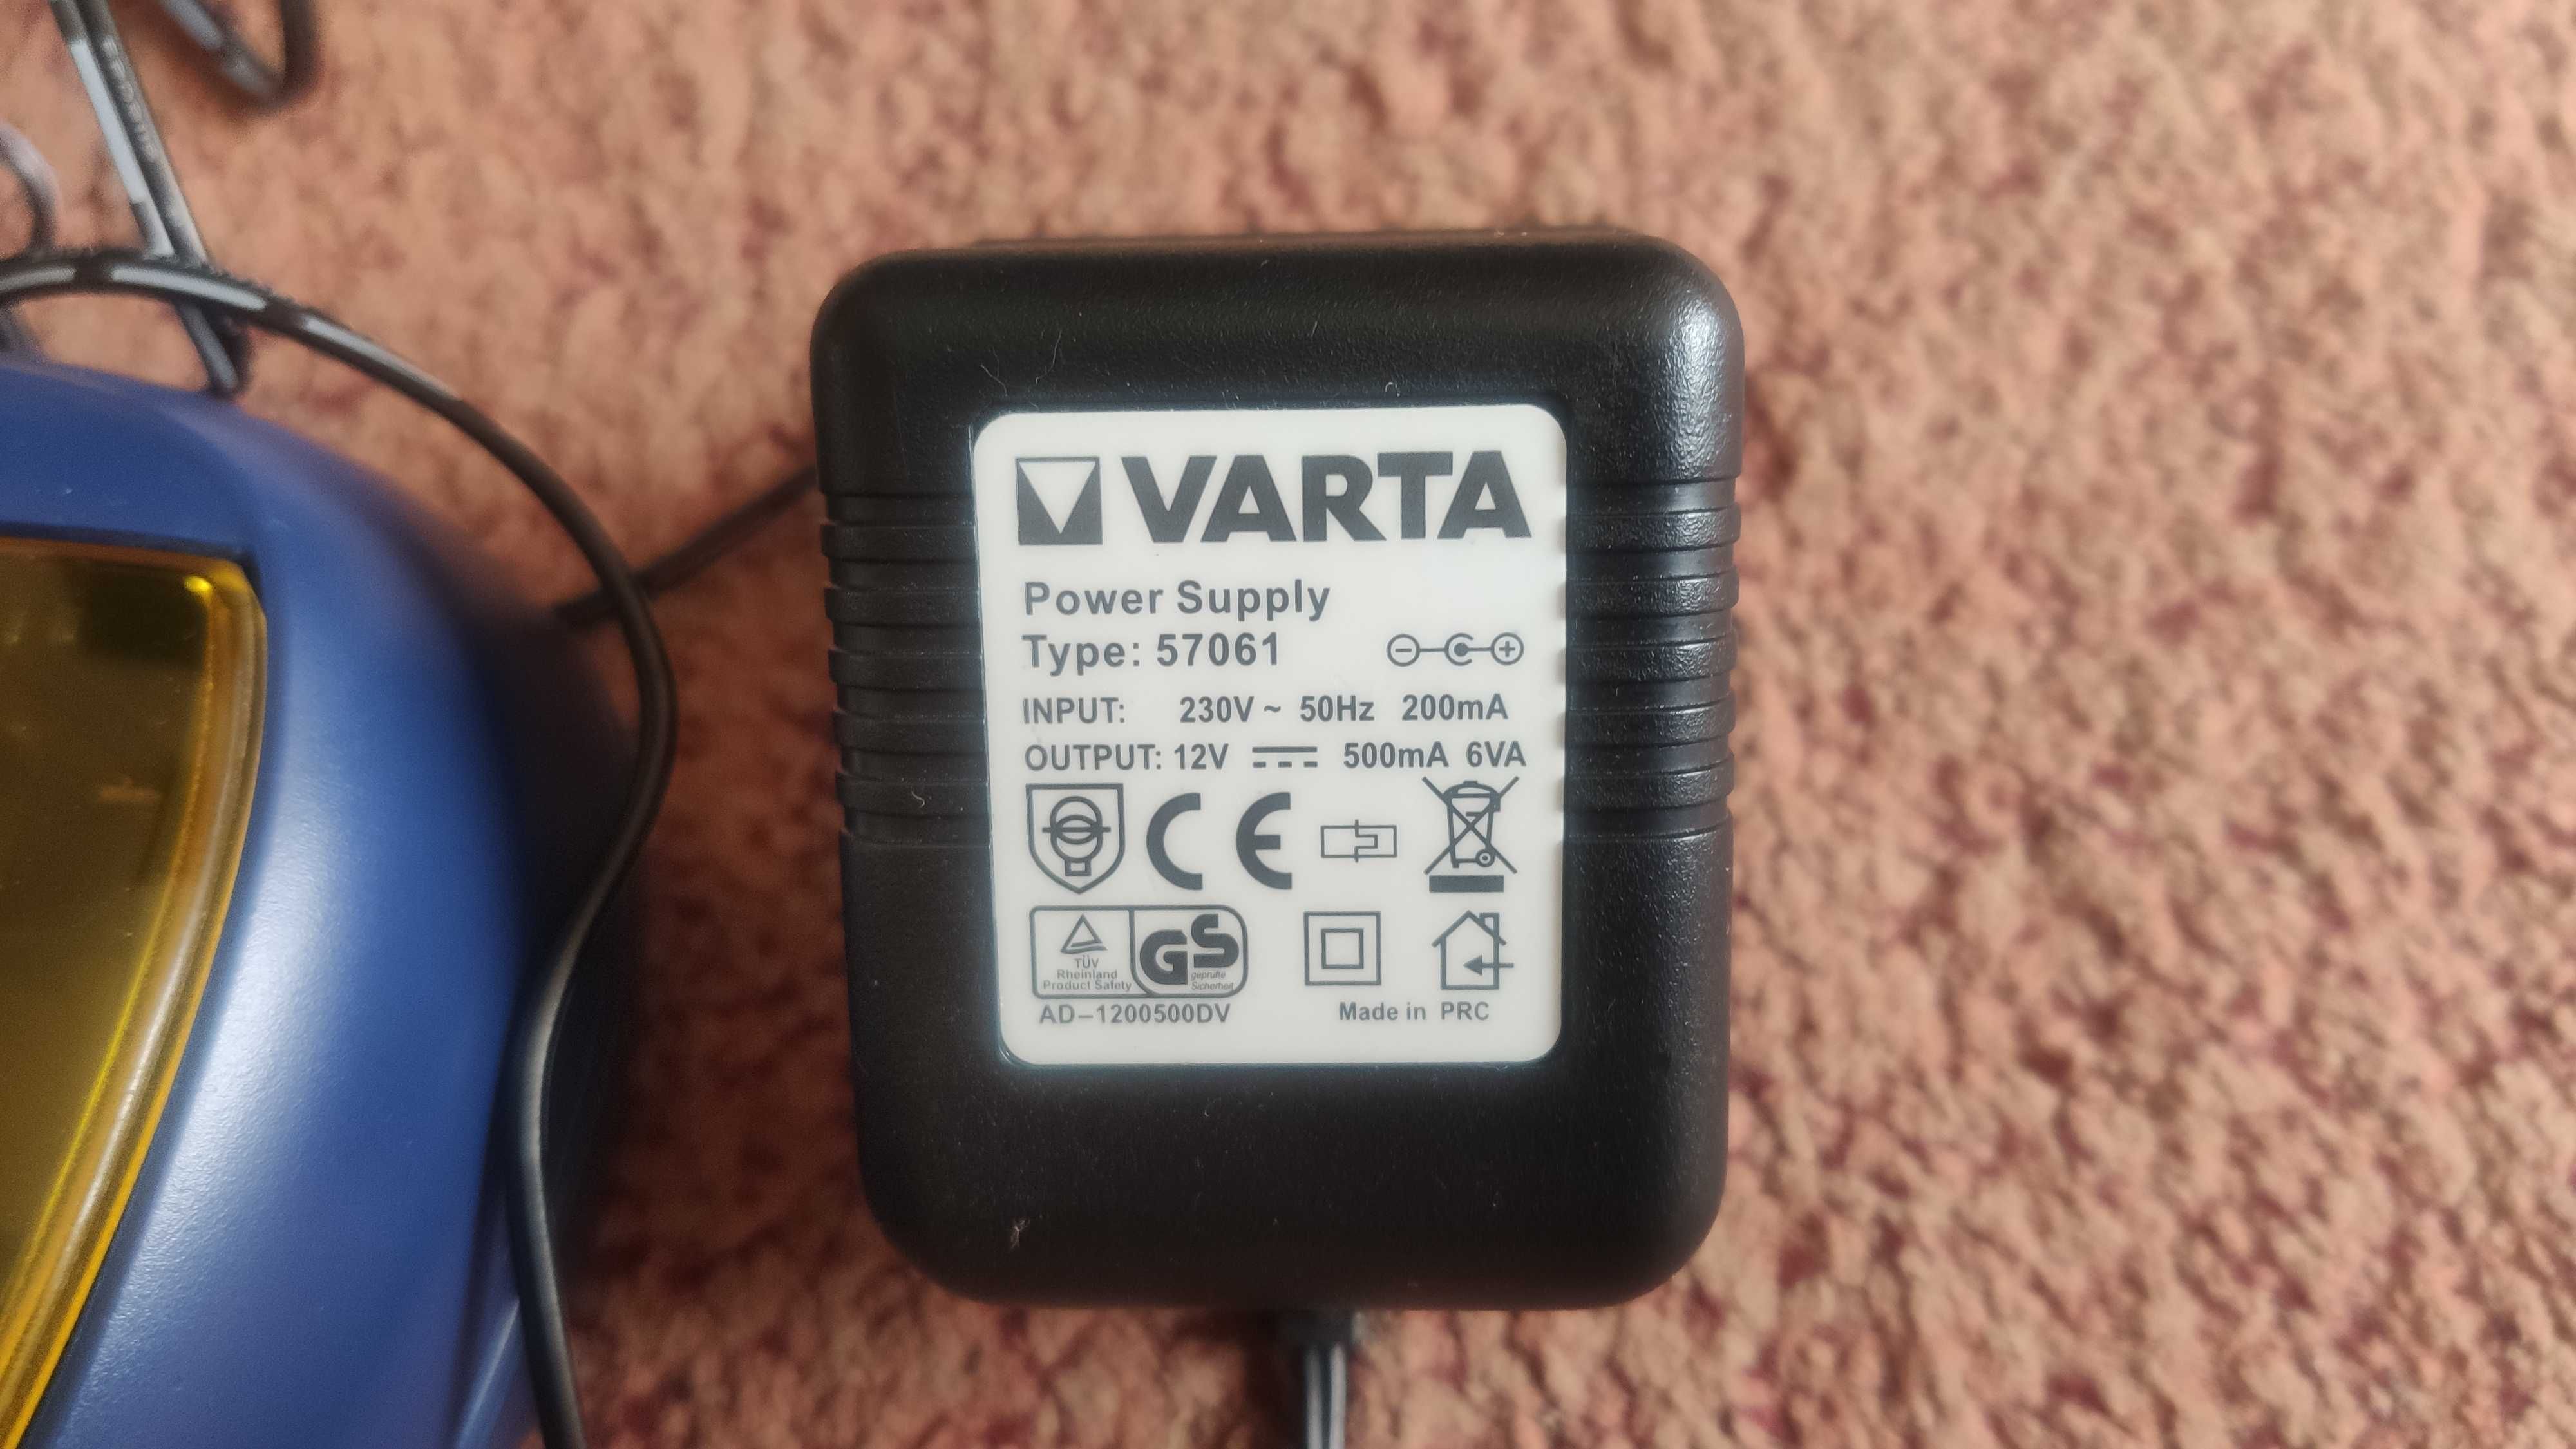 VARTA
Power Supply
Type: 57061
INPUT: 230V ~ 50Hz 200mA
OUTPUT: 12V ⎓ 500mA 6VA
CE
TÜV
Rheinland
Product Safety
GS
geprüfte
Sicherheit
AD-1200500DV
Made in PRC